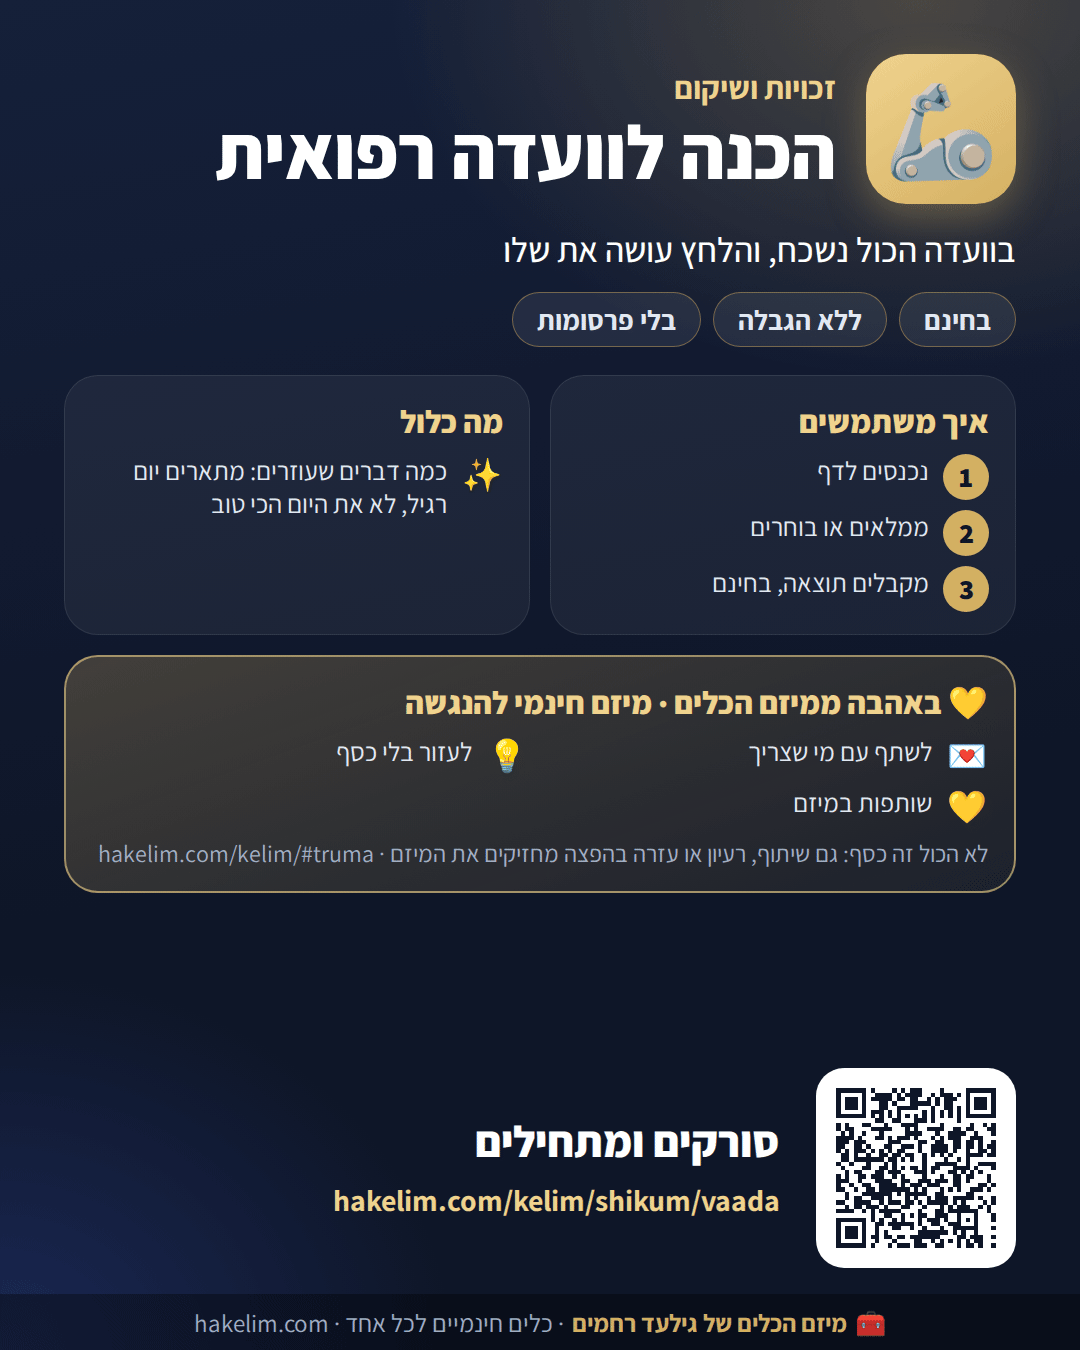 זכויות ושיקום
הכנה לוועדה רפואית
בוועדה הכול נשכח, והלחץ עושה את שלו
בחינם
ללא הגבלה
בלי פרסומות
איך משתמשים
1 נכנסים לדף
2 ממלאים או בוחרים
3 מקבלים תוצאה, בחינם
מה כלול
✨ כמה דברים שעוזרים: מתארים יום
רגיל, לא את היום הכי טוב
💛 באהבה ממיזם הכלים · מיזם חינמי להנגשה
💌 לשתף עם מי שצריך
💡 לעזור בלי כסף
💛 שותפות במיזם
לא הכול זה כסף: גם שיתוף, רעיון או עזרה בהפצה מחזיקים את המיזם · hakelim.com/kelim/#truma
סורקים ומתחילים
hakelim.com/kelim/shikum/vaada
🧰 מיזם הכלים של גילעד רחמים · כלים חינמיים לכל אחד · hakelim.com